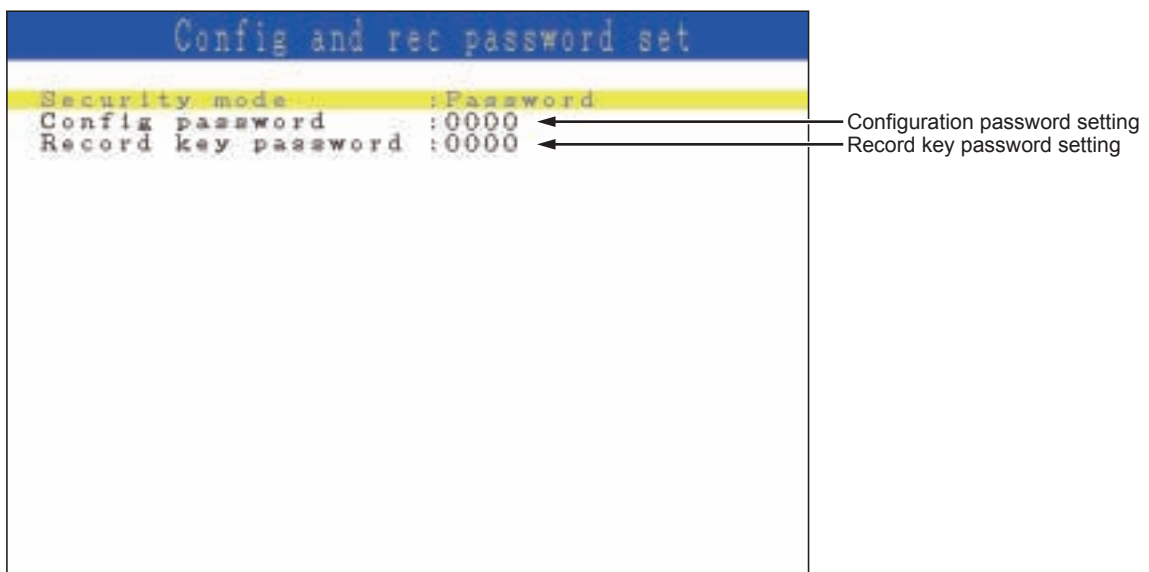 Config and rec password set
Security mode :Password
Config password :0000
Record key password :0000
Configuration password setting
Record key password setting